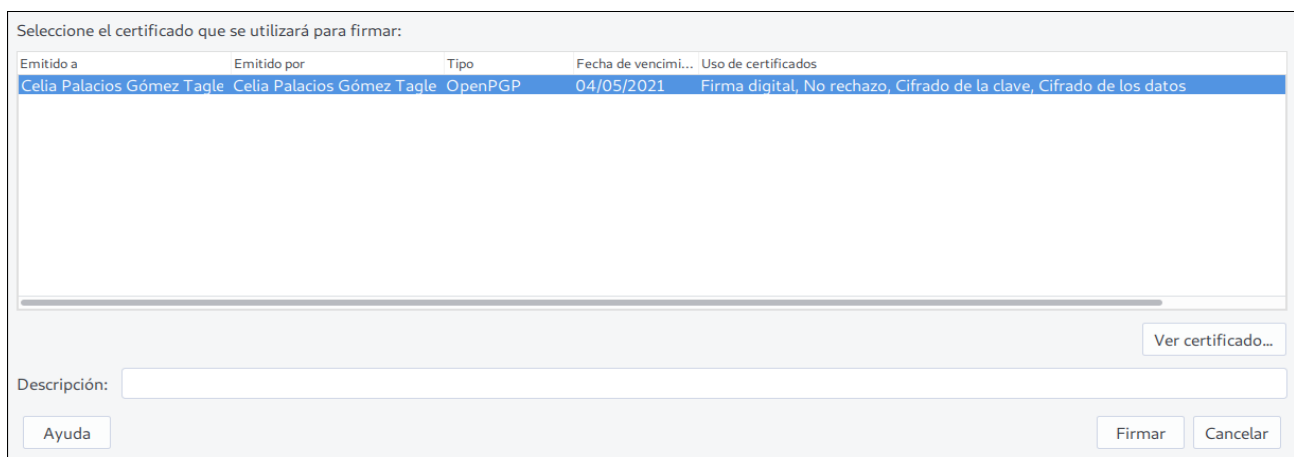 Seleccione el certificado que se utilizará para firmar:
Emitido a Emitido por Tipo Fecha de vencimi... Uso de certificados
Celia Palacios Gómez Tagle Celia Palacios Gómez Tagle OpenPGP 04/05/2021 Firma digital, No rechazo, Cifrado de la clave, Cifrado de los datos
Ver certificado...
Descripción:
Ayuda Firmar Cancelar